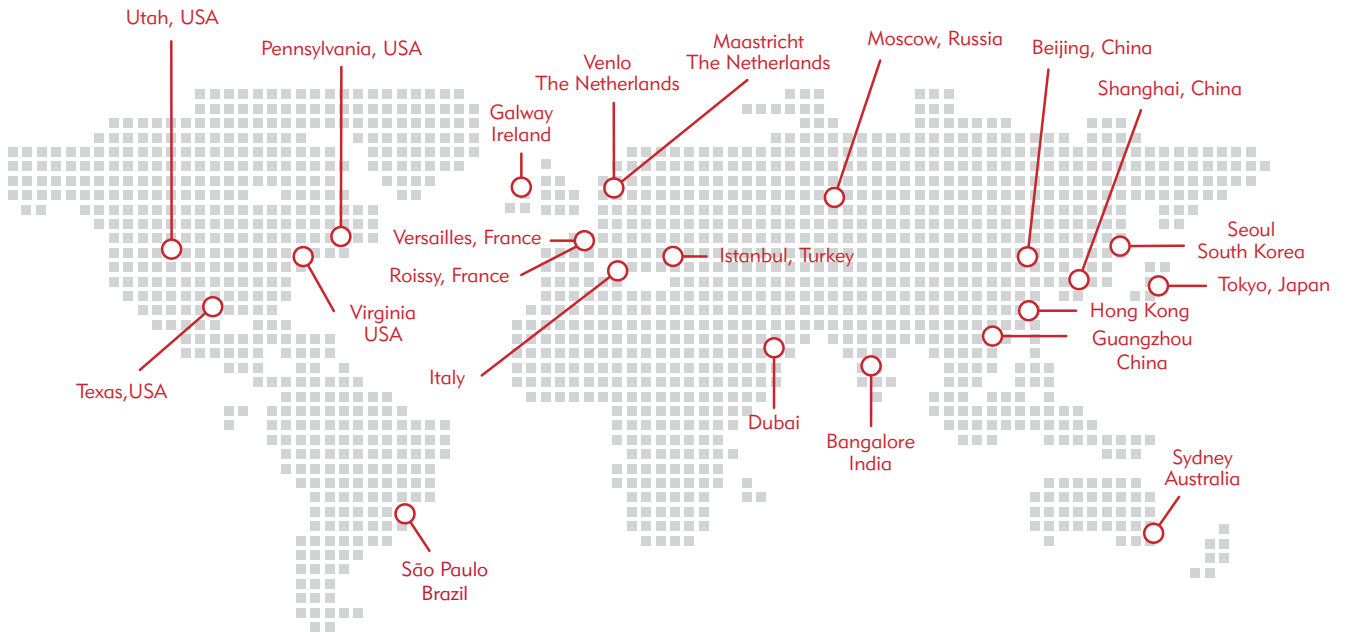 Utah, USA
Pennsylvania, USA
Venlo
The Netherlands
Maastricht
The Netherlands
Moscow, Russia
Beijing, China
Shanghai, China
Galway
Ireland
Versailles, France
Roissy, France
Istanbul, Turkey
Seoul
South Korea
Tokyo, Japan
Virginia
USA
Hong Kong
Guangzhou
China
Italy
Texas,USA
Dubai
Bangalore
India
Sydney
Australia
São Paulo
Brazil